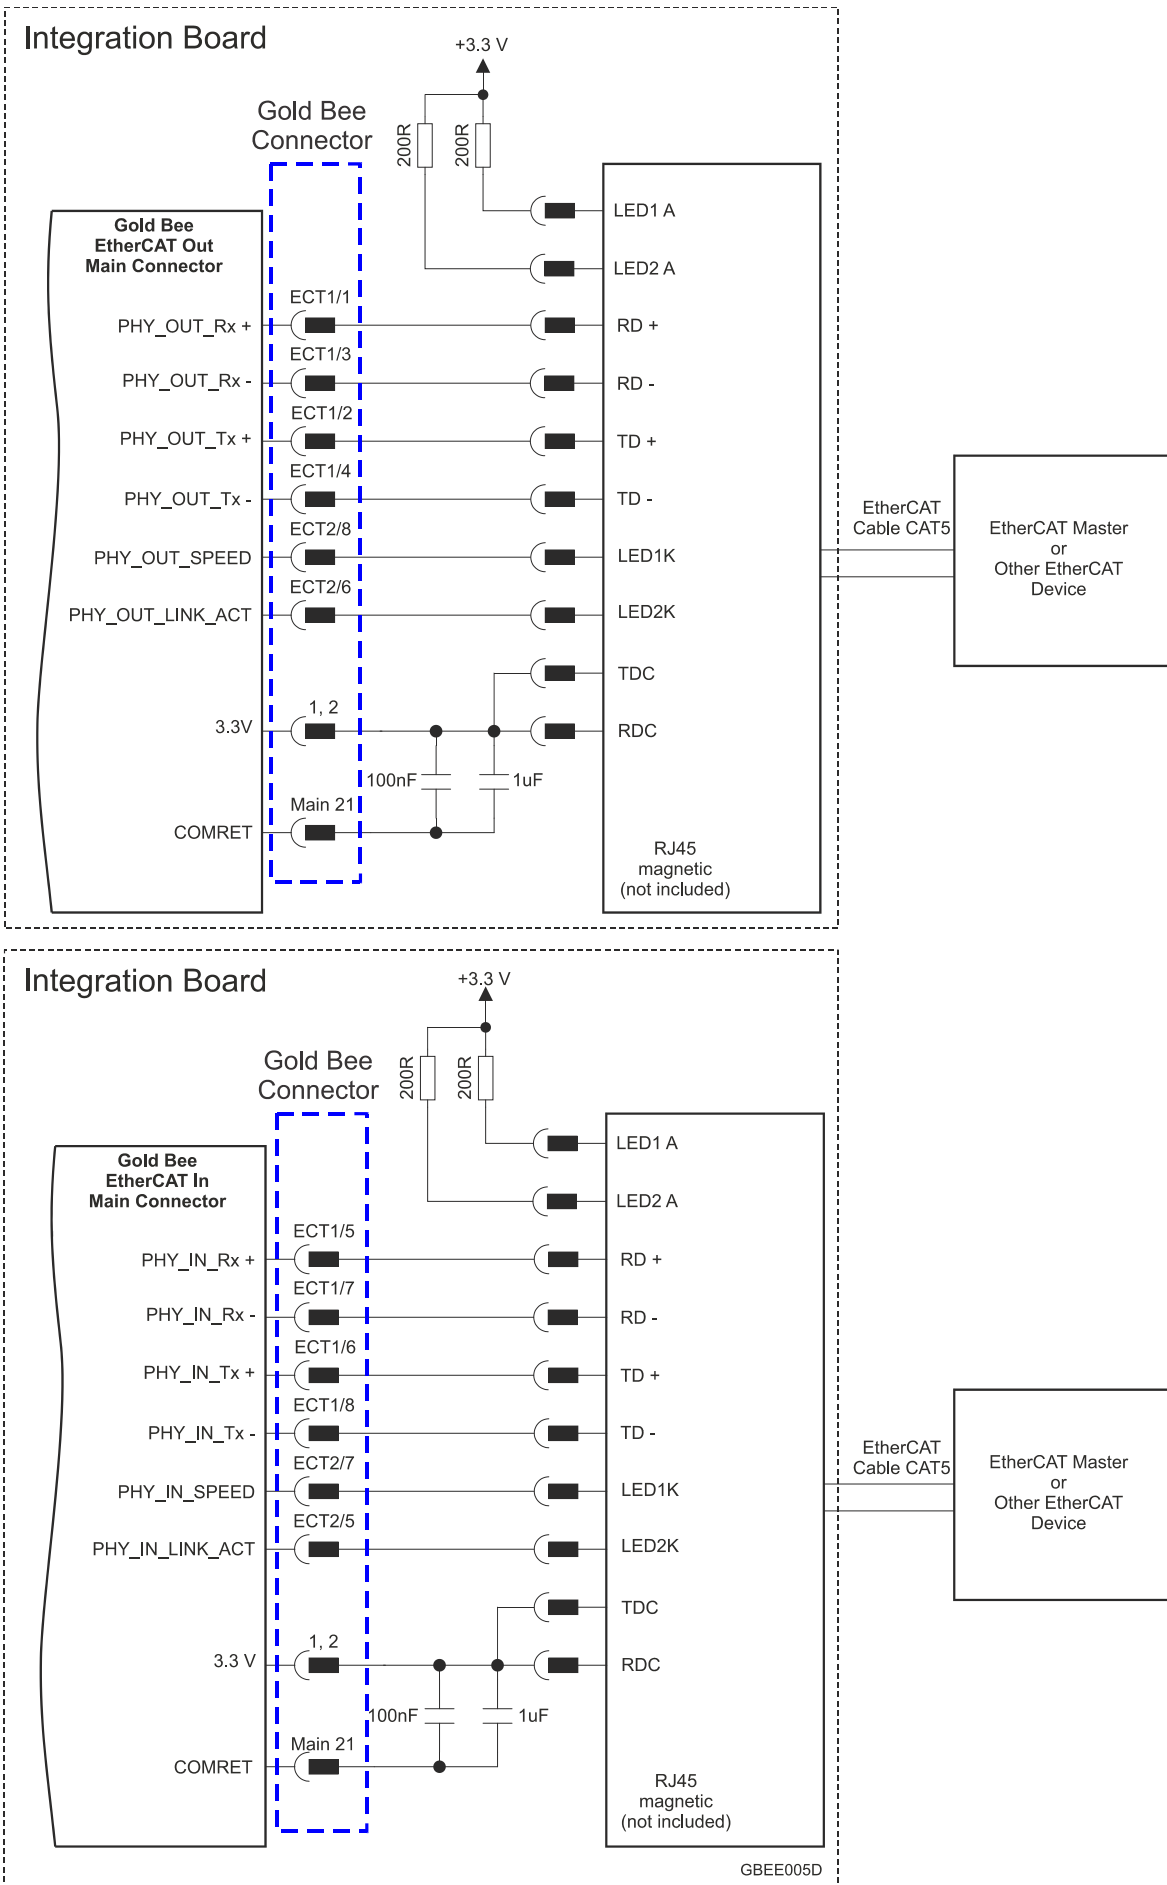 Integration Board
+3.3 V
Gold Bee
Connector
200R
200R
Gold Bee
EtherCAT Out
Main Connector
LED1 A
LED2 A
ECT1/1
PHY_OUT_Rx +
RD +
ECT1/3
PHY_OUT_Rx -
RD -
ECT1/2
PHY_OUT_Tx +
TD +
ECT1/4
PHY_OUT_Tx -
TD -
ECT2/8
PHY_OUT_SPEED
LED1K
ECT2/6
PHY_OUT_LINK_ACT
LED2K
EtherCAT
Cable CAT5
EtherCAT Master
or
Other EtherCAT
Device
TDC
1, 2
3.3V
RDC
100nF
1uF
Main 21
COMRET
RJ45
magnetic
(not included)
Integration Board
+3.3 V
Gold Bee
Connector
200R
200R
Gold Bee
EtherCAT In
Main Connector
LED1 A
LED2 A
ECT1/5
PHY_IN_Rx +
RD +
ECT1/7
PHY_IN_Rx -
RD -
ECT1/6
PHY_IN_Tx +
TD +
ECT1/8
PHY_IN_Tx -
TD -
ECT2/7
PHY_IN_SPEED
LED1K
ECT2/5
PHY_IN_LINK_ACT
LED2K
EtherCAT
Cable CAT5
EtherCAT Master
or
Other EtherCAT
Device
TDC
1, 2
3.3 V
RDC
100nF
1uF
Main 21
COMRET
RJ45
magnetic
(not included)
GBEE005D